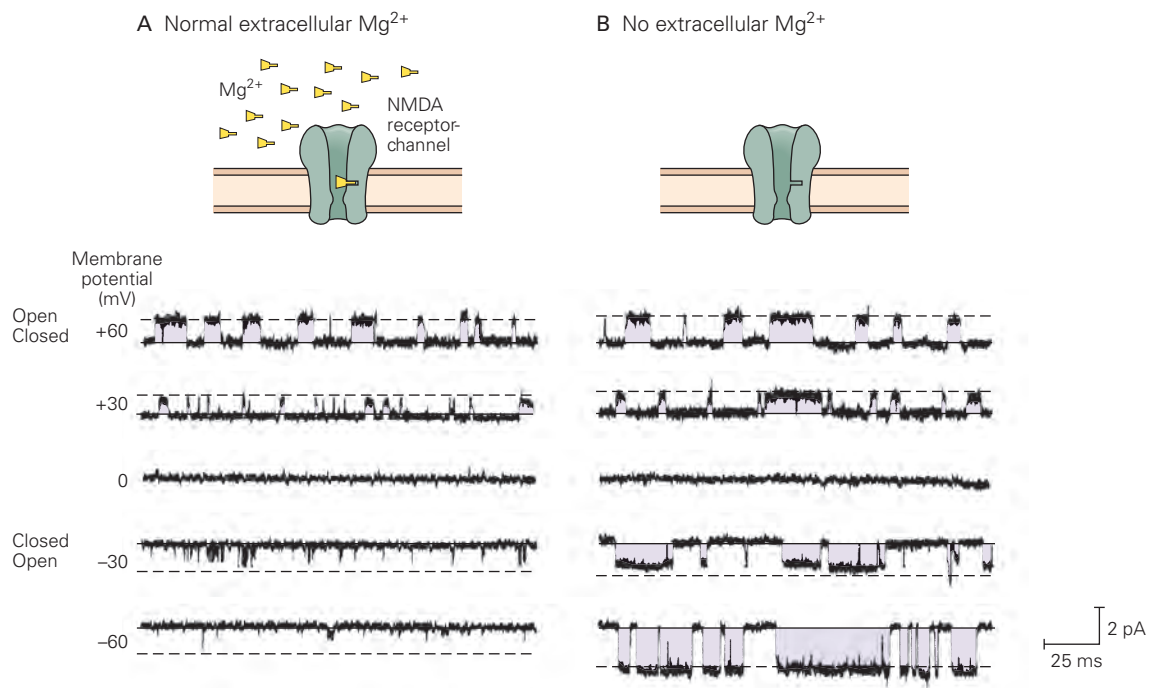 A Normal extracellular Mg²⁺
Mg²⁺
NMDA
receptor-
channel
B No extracellular Mg²⁺
Membrane
potential
(mV)
Open
Closed
+60
+30
0
Closed
Open
–30
–60
2 pA
25 ms